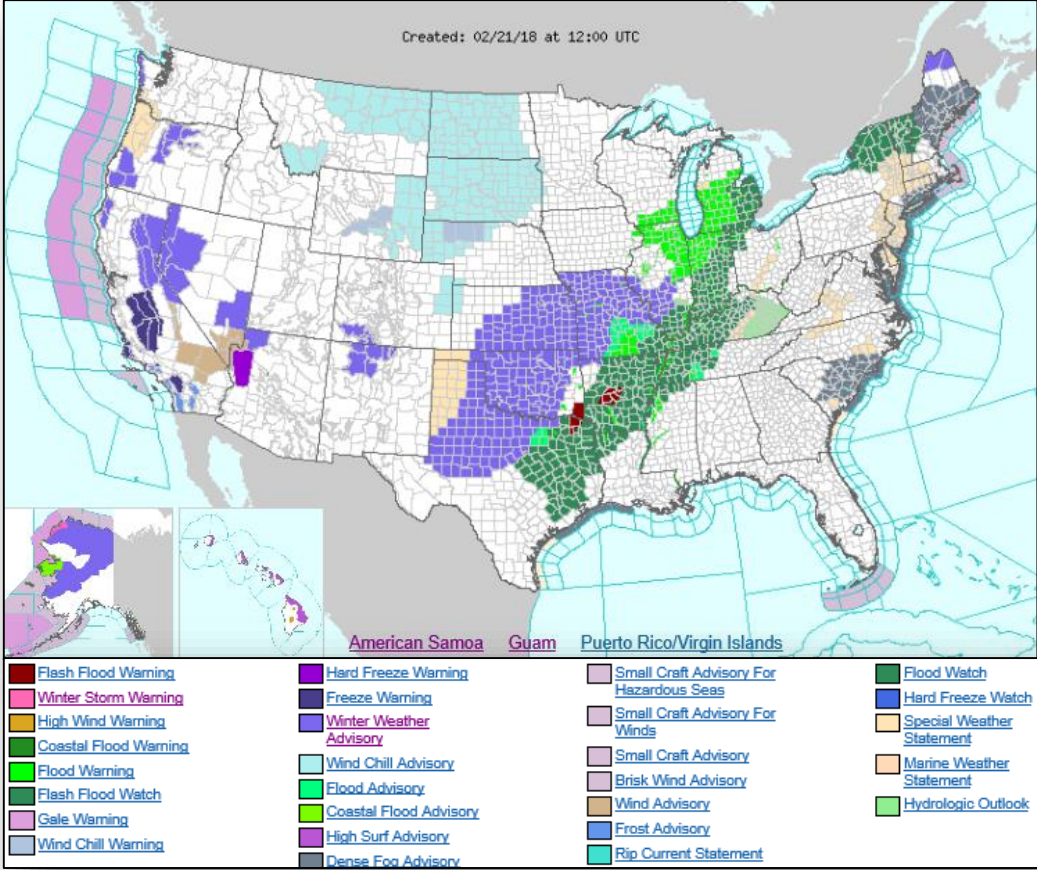 Created: 02/21/18 at 12:00 UTC
American Samoa Guam Puerto Rico/Virgin Islands
Flash Flood Warning
Winter Storm Warning
High Wind Warning
Coastal Flood Warning
Flood Warning
Flash Flood Watch
Gale Warning
Wind Chill Warning
Hard Freeze Warning
Freeze Warning
Winter Weather
Advisory
Wind Chill Advisory
Flood Advisory
Coastal Flood Advisory
High Surf Advisory
Dense Fog Advisory
Small Craft Advisory For
Hazardous Seas
Small Craft Advisory For
Winds
Small Craft Advisory
Brisk Wind Advisory
Wind Advisory
Frost Advisory
Rip Current Statement
Flood Watch
Hard Freeze Watch
Special Weather
Statement
Marine Weather
Statement
Hydrologic Outlook